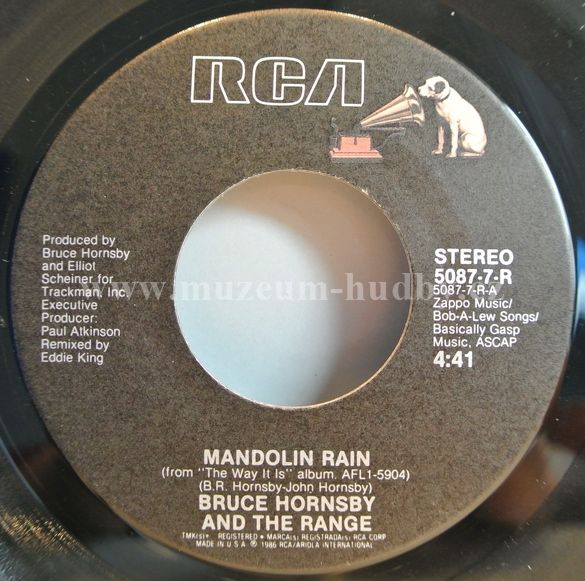 RCA
Produced by
Bruce Hornsby
and Elliot
Scheiner for
Trackman, Inc.
Executive
Producer:
Paul Atkinson
Remixed by
Eddie King
STEREO
5087-7-R
5087-7-R-A
Zappo Music/
Bob-A-Lew Songs/
Basically Gasp
Music, ASCAP
4:41
www.muzeum-hudby.cz
MANDOLIN RAIN
(from "The Way It Is" album. AFL1-5904)
(B.R. Hornsby-John Hornsby)
BRUCE HORNSBY
AND THE RANGE
TMK(s) ® REGISTERED • MARCA(s) REGISTRADA(s) RCA CORP
MADE IN U.S.A. ℗ 1986 RCA/ARIOLA INTERNATIONAL